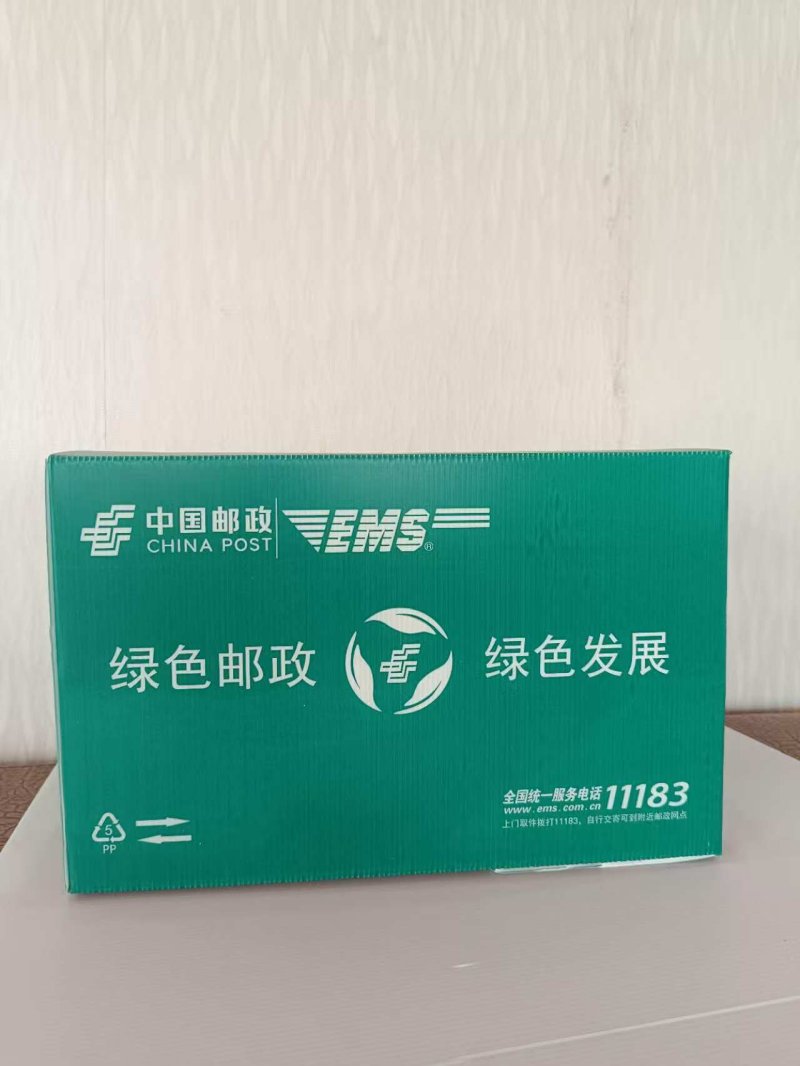 中国邮政
CHINA POST
EMS®
绿色邮政
绿色发展
全国统一服务电话 11183
www.ems.com.cn
上门取件拨打11183，自行交寄可到附近邮政网点
5
PP